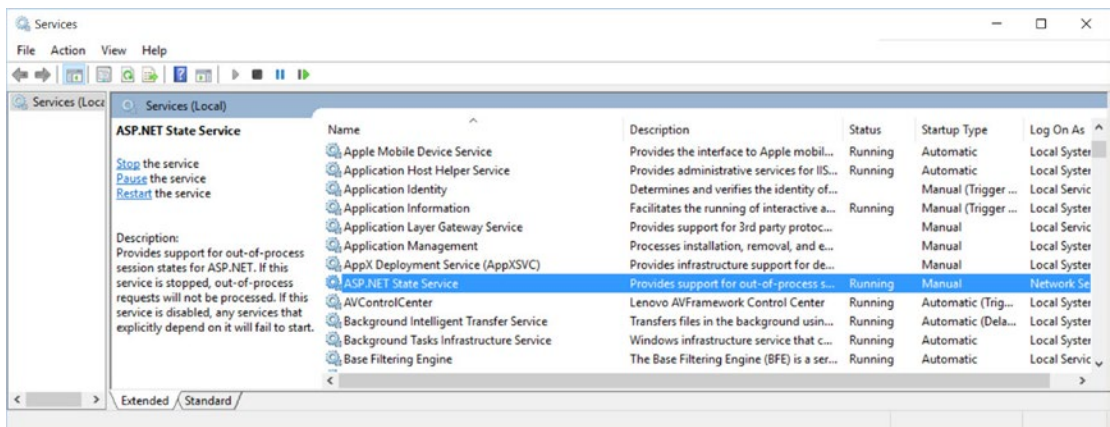 Services
File Action View Help
Services (Loca
Services (Local)
ASP.NET State Service
Stop the service
Pause the service
Restart the service
Description:
Provides support for out-of-process
session states for ASP.NET. If this
service is stopped, out-of-process
requests will not be processed. If this
service is disabled, any services that
explicitly depend on it will fail to start.
Name Description Status Startup Type Log On As
Apple Mobile Device Service Provides the interface to Apple mobil... Running Automatic Local Syster
Application Host Helper Service Provides administrative services for IIS... Running Automatic Local Syster
Application Identity Determines and verifies the identity of... Manual (Trigger ... Local Servic
Application Information Facilitates the running of interactive a... Running Manual (Trigger ... Local Syster
Application Layer Gateway Service Provides support for 3rd party protoc... Manual Local Servic
Application Management Processes installation, removal, and e... Manual Local Syster
AppX Deployment Service (AppXSVC) Provides infrastructure support for de... Manual Local Syster
ASP.NET State Service Provides support for out-of-process s... Running Manual Network Se
AVControlCenter Lenovo AVFramework Control Center Running Automatic (Trig... Local Syster
Background Intelligent Transfer Service Transfers files in the background usin... Running Automatic (Dela... Local Syster
Background Tasks Infrastructure Service Windows infrastructure service that c... Running Automatic Local Syster
Base Filtering Engine The Base Filtering Engine (BFE) is a ser... Running Automatic Local Servic
Extended Standard